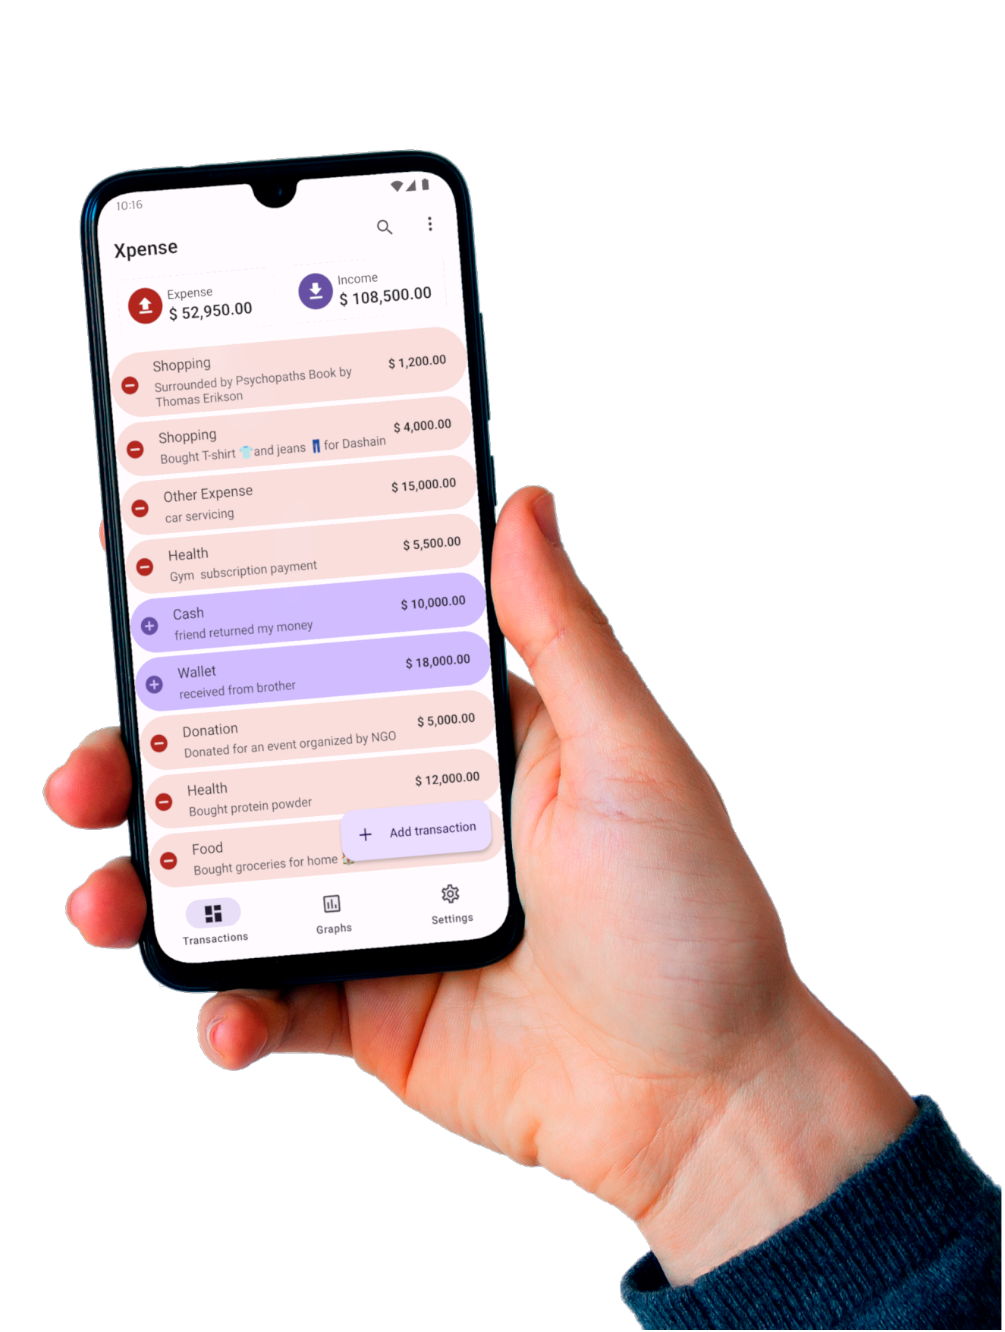 10:16
Xpense
Expense
$ 52,950.00
Income
$ 108,500.00
Shopping
$ 1,200.00
Surrounded by Psychopaths Book by
Thomas Erikson
Shopping
$ 4,000.00
Bought T-shirt 👕and jeans 👖for Dashain
Other Expense
$ 15,000.00
car servicing
Health
$ 5,500.00
Gym subscription payment
Cash
$ 10,000.00
friend returned my money
Wallet
$ 18,000.00
received from brother
Donation
$ 5,000.00
Donated for an event organized by NGO
Health
$ 12,000.00
Bought protein powder
Food
Bought groceries for home
+ Add transaction
Transactions
Graphs
Settings